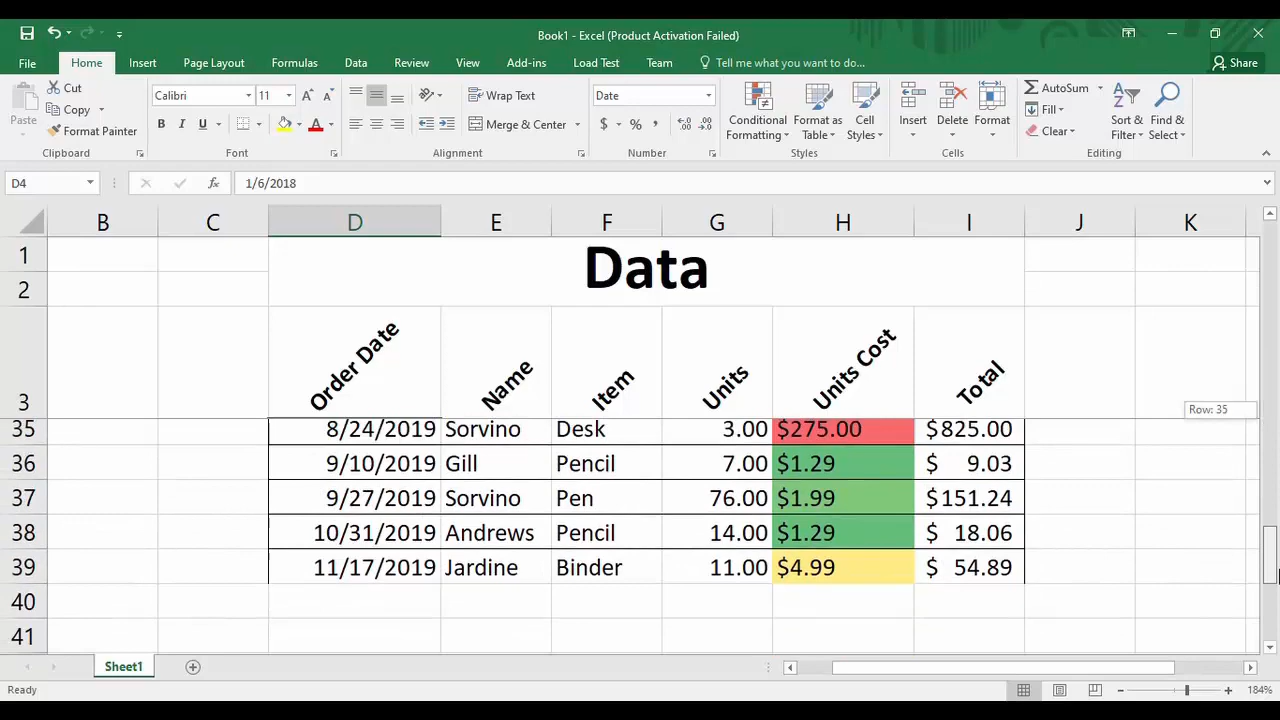 Book1 - Excel (Product Activation Failed)
File Home Insert Page Layout Formulas Data Review View Add-ins Load Test Team Tell me what you want to do... Share
Paste Cut Copy Format Painter Clipboard
Calibri 11 A A B I U A Font
Wrap Text Merge & Center Alignment
Date $ % , Number
Conditional Formatting Format as Table Cell Styles Styles
Insert Delete Format Cells
AutoSum Fill Clear Sort & Filter Find & Select Editing
D4 fx 1/6/2018
B C D E F G H I J K
1 Data
2
3 Order Date Name Item Units Units Cost Total
Row: 35
35 8/24/2019 Sorvino Desk 3.00 $275.00 $825.00
36 9/10/2019 Gill Pencil 7.00 $1.29 $ 9.03
37 9/27/2019 Sorvino Pen 76.00 $1.99 $151.24
38 10/31/2019 Andrews Pencil 14.00 $1.29 $ 18.06
39 11/17/2019 Jardine Binder 11.00 $4.99 $ 54.89
40
41
Sheet1
Ready 184%